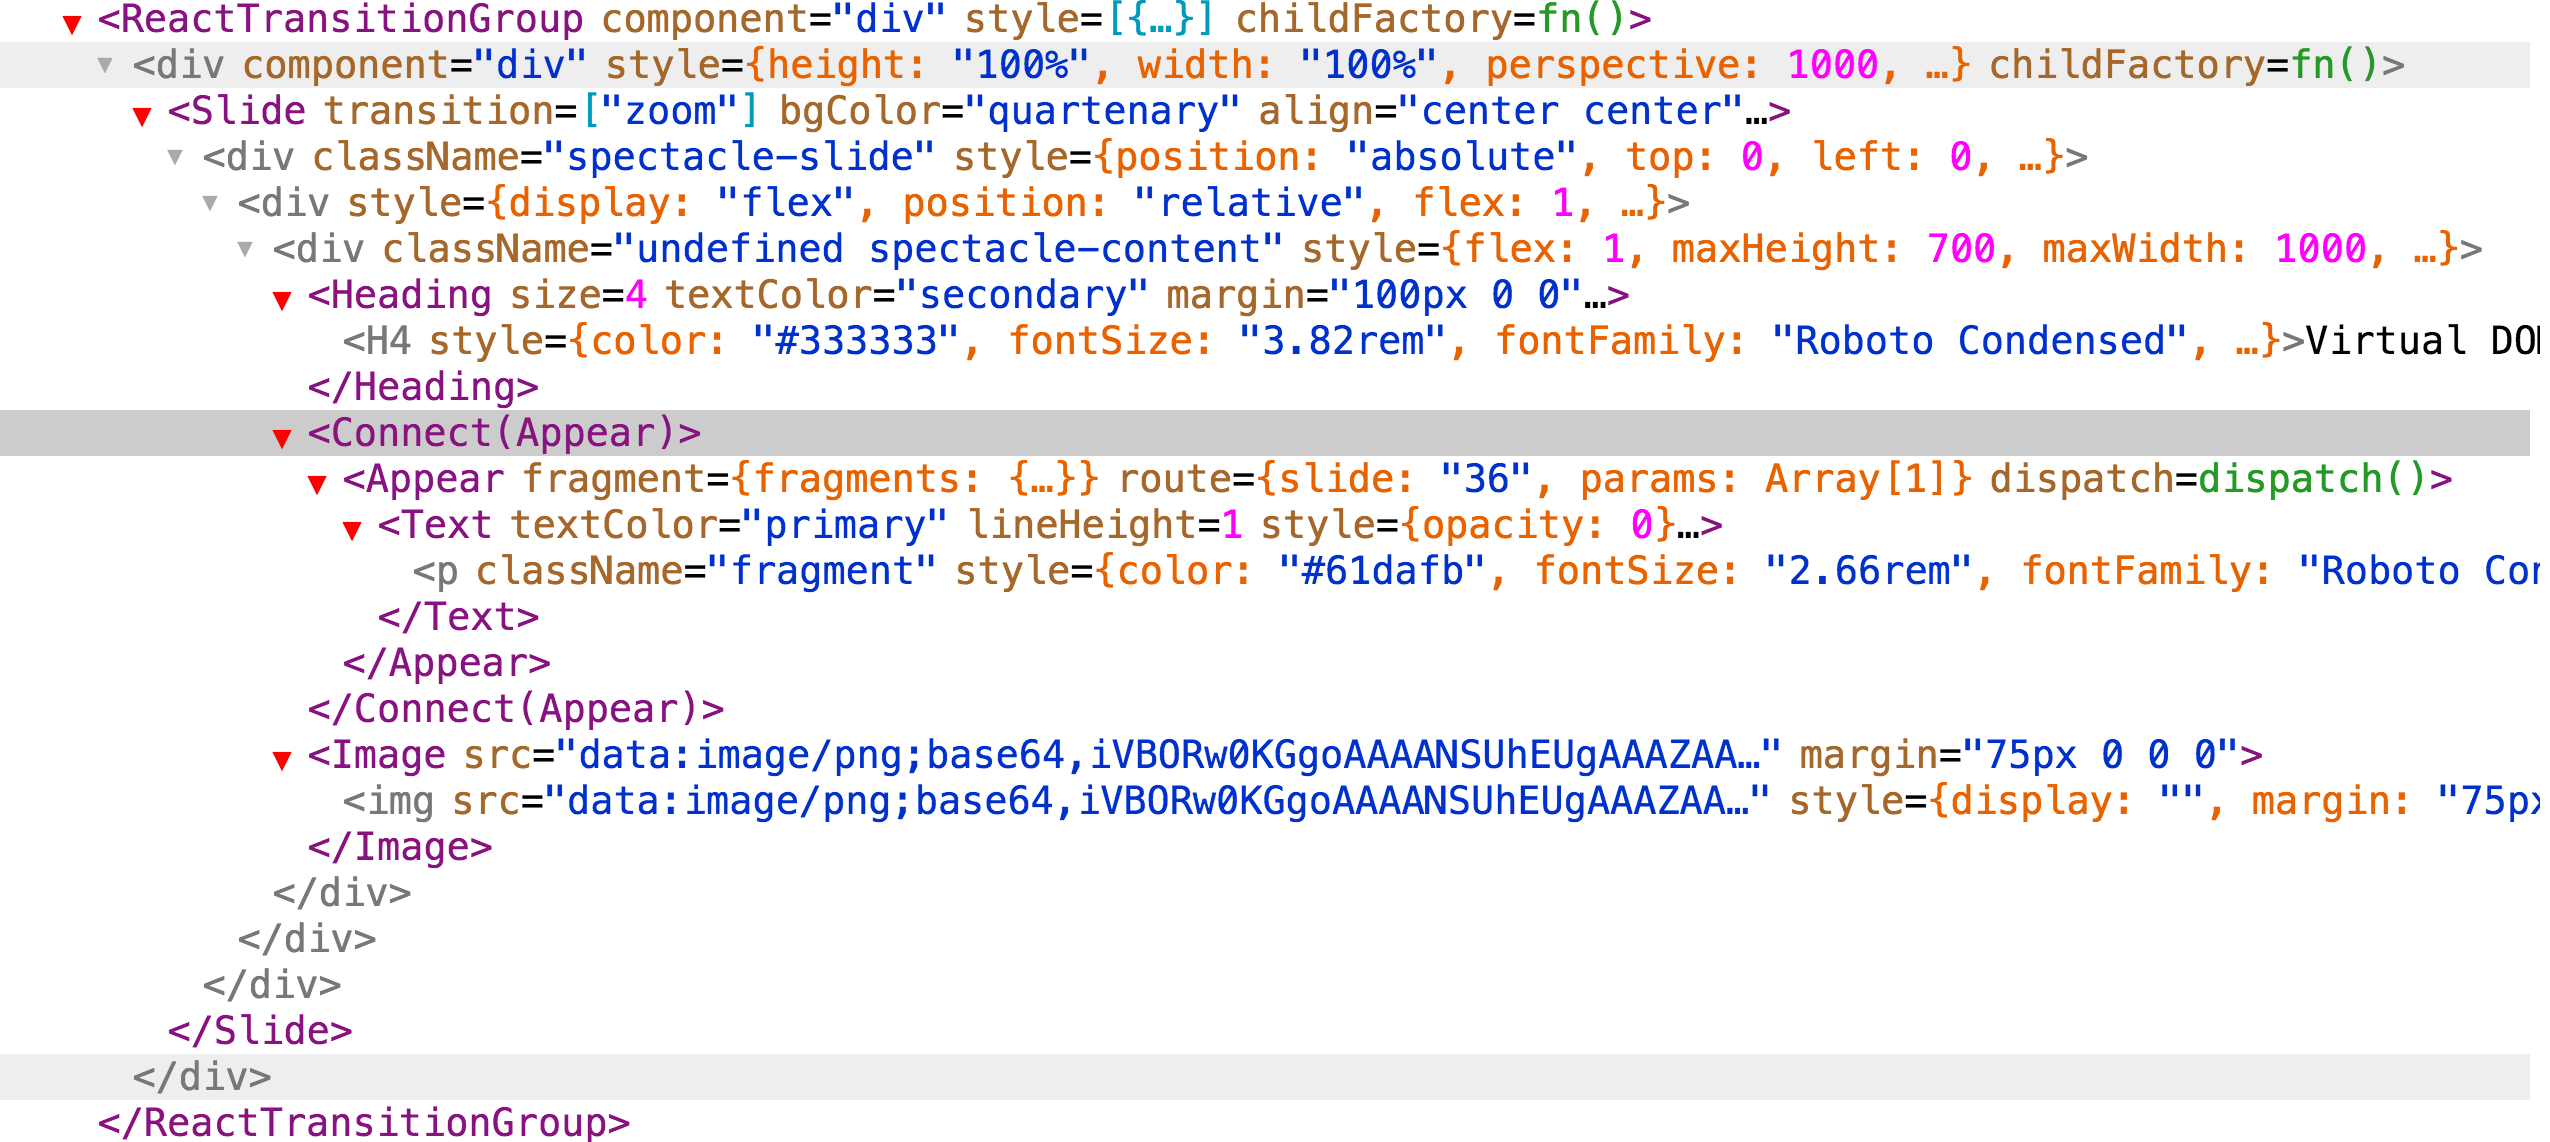 ▼ <ReactTransitionGroup component="div" style=[{…}] childFactory=fn()>
▼ <div component="div" style={height: "100%", width: "100%", perspective: 1000, …} childFactory=fn()>
▼ <Slide transition=["zoom"] bgColor="quartenary" align="center center"…>
▼ <div className="spectacle-slide" style={position: "absolute", top: 0, left: 0, …}>
▼ <div style={display: "flex", position: "relative", flex: 1, …}>
▼ <div className="undefined spectacle-content" style={flex: 1, maxHeight: 700, maxWidth: 1000, …}>
▼ <Heading size=4 textColor="secondary" margin="100px 0 0"…>
<H4 style={color: "#333333", fontSize: "3.82rem", fontFamily: "Roboto Condensed", …}>Virtual
</Heading>
▼ <Connect(Appear)>
▼ <Appear fragment={fragments: {…}} route={slide: "36", params: Array[1]} dispatch=dispatch()>
▼ <Text textColor="primary" lineHeight=1 style={opacity: 0}…>
<p className="fragment" style={color: "#61dafb", fontSize: "2.66rem", fontFamily: "Roboto
</Text>
</Appear>
</Connect(Appear)>
▼ <Image src="data:image/png;base64,iVBORw0KGgoAAAANSUhEUgAAAZAA…" margin="75px 0 0 0">
<img src="data:image/png;base64,iVBORw0KGgoAAAANSUhEUgAAAZAA…" style={display: "", margin: "75px
</Image>
</div>
</div>
</div>
</Slide>
</div>
</ReactTransitionGroup>